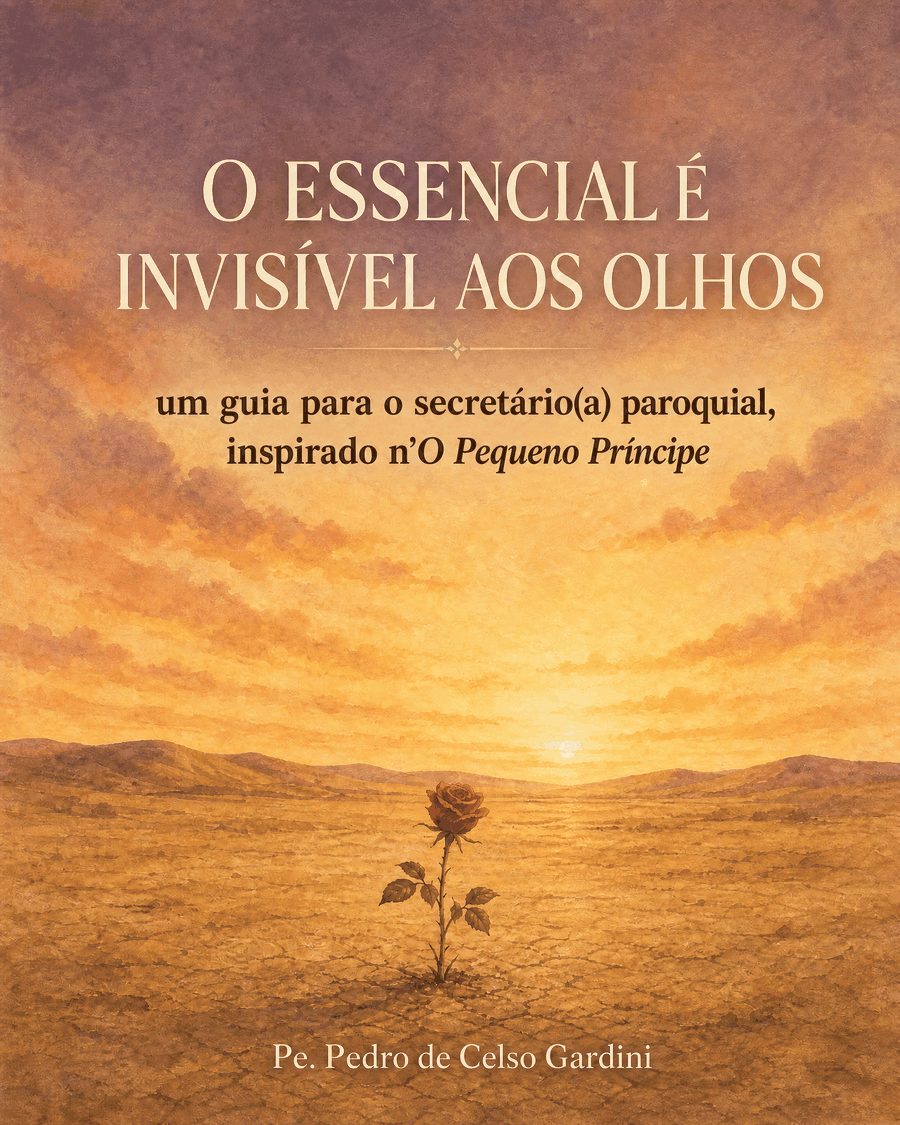 O ESSENCIAL É
INVISÍVEL AOS OLHOS
um guia para o secretário(a) paroquial,
inspirado n’O Pequeno Príncipe
Pe. Pedro de Celso Gardini